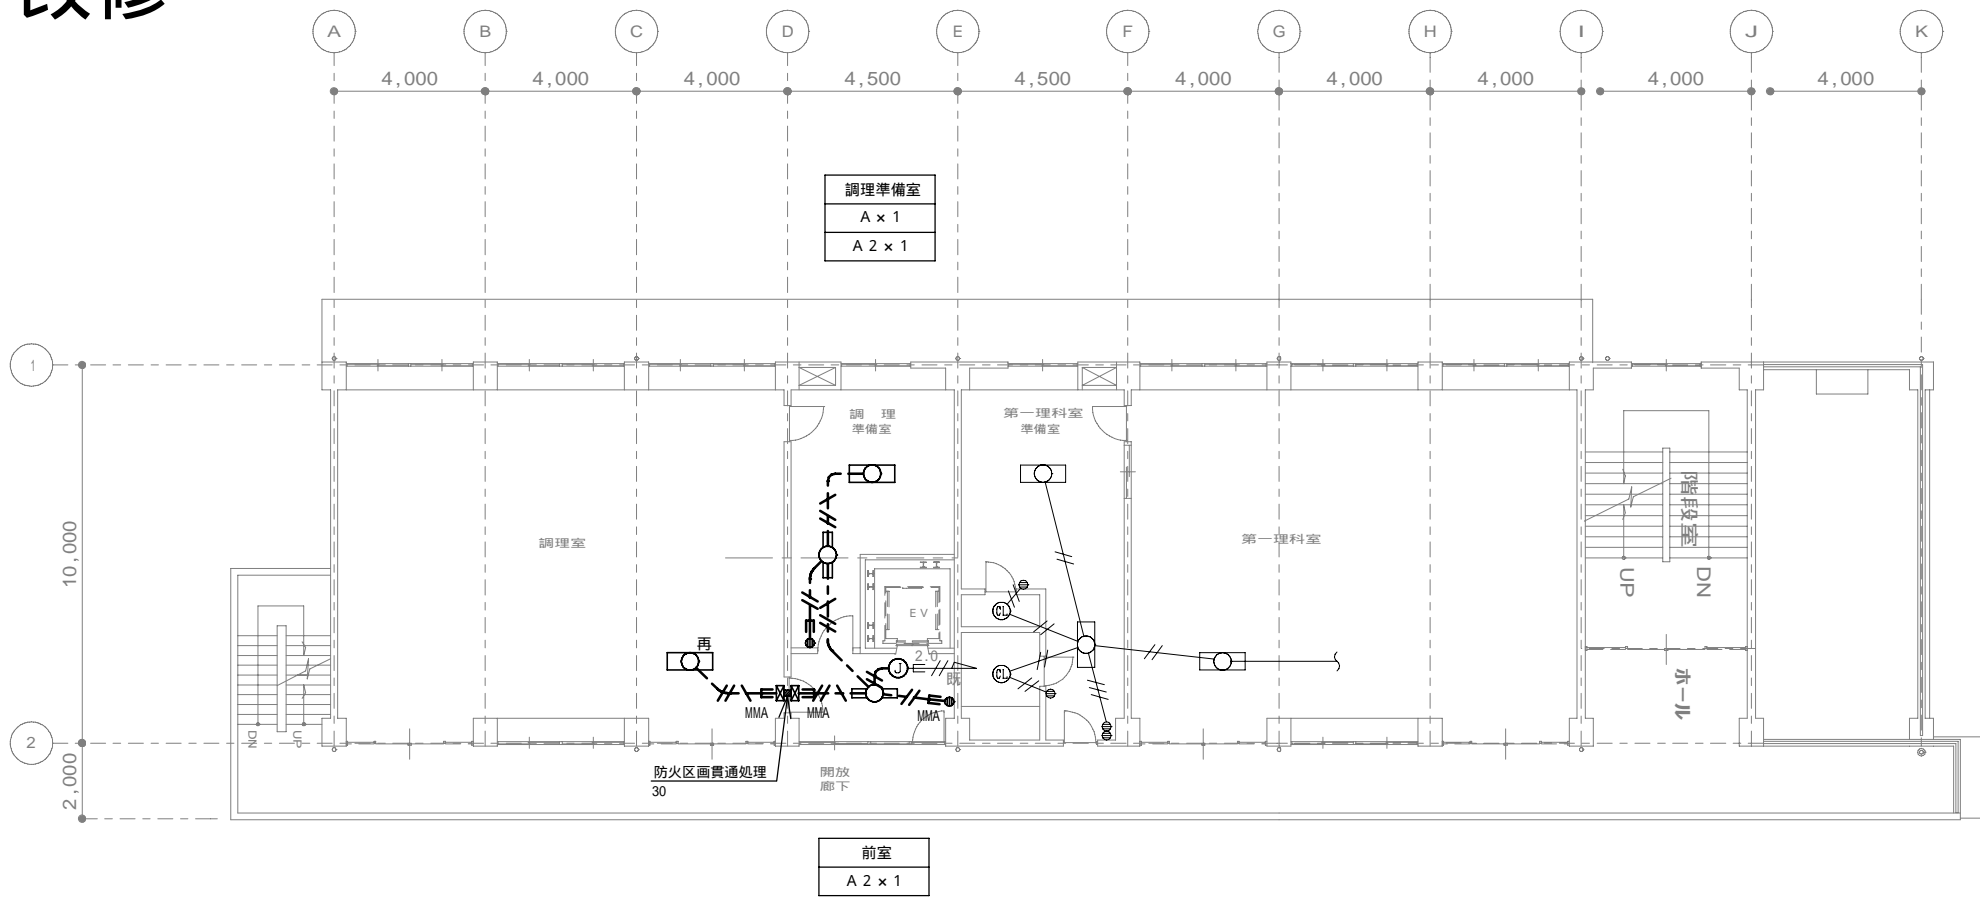 改修
A B C D E F G H I J K
4,000 4,000 4,000 4,500 4,500 4,000 4,000 4,000 4,000 4,000
調理準備室
A × 1
A 2 × 1
1
調 理
準備室
第一理科室
準備室
階段室
調理室
第一理科室
10,000
EV
UP DN
CL
再
2.0
J
既
CL
ホール
MMA MMA MMA
DN UP
2
防火区画貫通処理
30
開放
廊下
2,000
前室
A 2 × 1